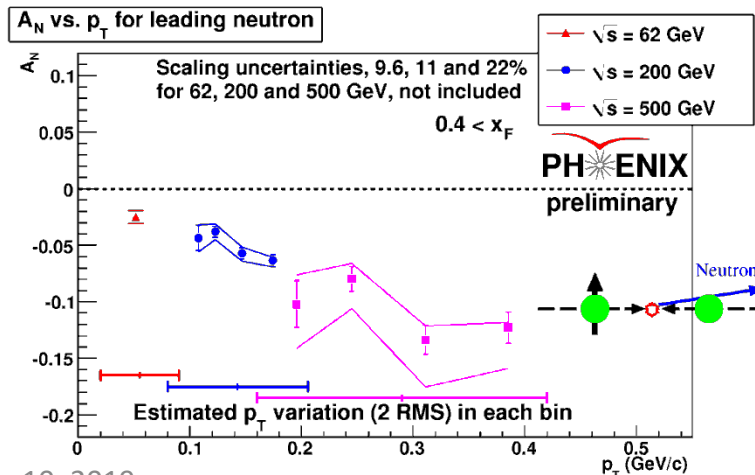 A_N vs. p_T for leading neutron
√s = 62 GeV
√s = 200 GeV
√s = 500 GeV
Scaling uncertainties, 9.6, 11 and 22%
for 62, 200 and 500 GeV, not included
0.4 < x_F
PHENIX
preliminary
Neutron
A_N
0.1
0.05
0
-0.05
-0.1
-0.15
-0.2
Estimated p_T variation (2 RMS) in each bin
0
0.1
0.2
0.3
0.4
0.5
p_T (GeV/c)